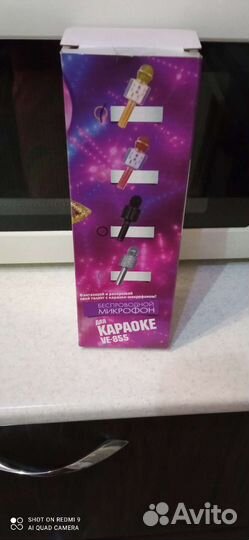 Фантазируй и раскрывай
свой талант с караоке-микрофоном!
БЕСПРОВОДНОЙ
МИКРОФОН
ДЛЯ
КАРАОКЕ
VE-855
SHOT ON REDMI 9
AI QUAD CAMERA
Avito